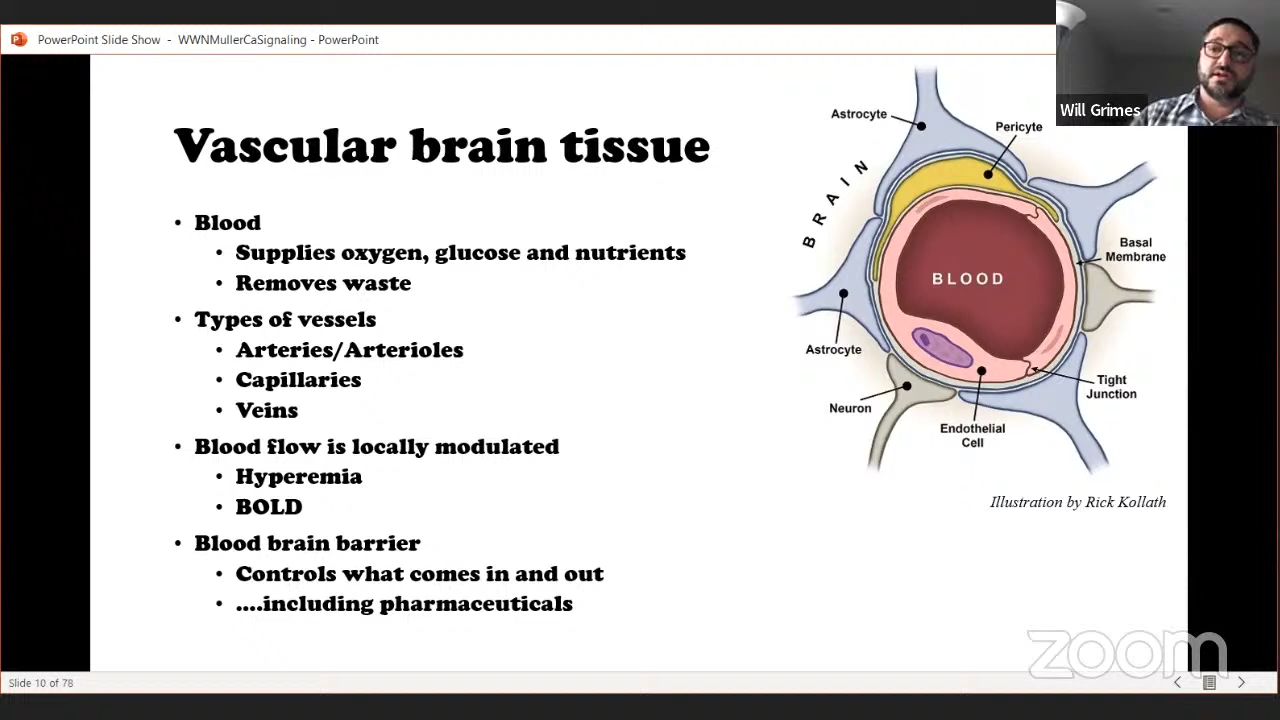 PowerPoint Slide Show - WWNMullerCaSignaling - PowerPoint
Will Grimes
Vascular brain tissue
• Blood
• Supplies oxygen, glucose and nutrients
• Removes waste
• Types of vessels
• Arteries/Arterioles
• Capillaries
• Veins
• Blood flow is locally modulated
• Hyperemia
• BOLD
• Blood brain barrier
• Controls what comes in and out
• ....including pharmaceuticals
Astrocyte
Pericyte
BRAIN
Basal
Membrane
BLOOD
Astrocyte
Tight
Junction
Neuron
Endothelial
Cell
Illustration by Rick Kollath
zoom
Slide 10 of 78